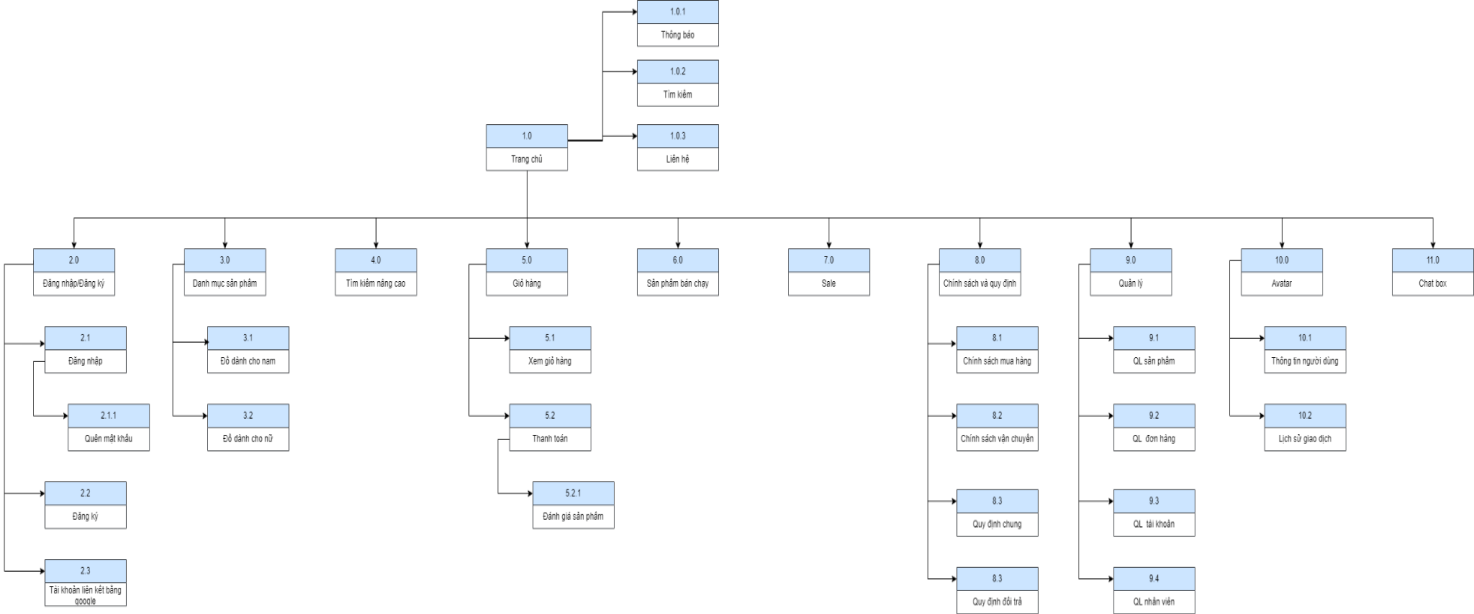 1.0.1
Thông báo
1.0.2
Tìm kiếm
1.0
Trang chủ
1.0.3
Liên hệ
2.0
Đăng nhập/Đăng ký
3.0
Danh mục sản phẩm
4.0
Tìm kiếm nâng cao
5.0
Giỏ hàng
6.0
Sản phẩm bán chạy
7.0
Sale
8.0
Chính sách và quy định
9.0
Quản lý
10.0
Avatar
11.0
Chat box
2.1
Đăng nhập
2.1.1
Quên mật khẩu
2.2
Đăng ký
2.3
Tài khoản liên kết bằng
google
3.1
Đồ dành cho nam
3.2
Đồ dành cho nữ
5.1
Xem giỏ hàng
5.2
Thanh toán
5.2.1
Đánh giá sản phẩm
8.1
Chính sách mua hàng
8.2
Chính sách vận chuyển
8.3
Quy định chung
8.3
Quy định đổi trả
9.1
QL sản phẩm
9.2
QL đơn hàng
9.3
QL tài khoản
9.4
QL nhân viên
10.1
Thông tin người dùng
10.2
Lịch sử giao dịch